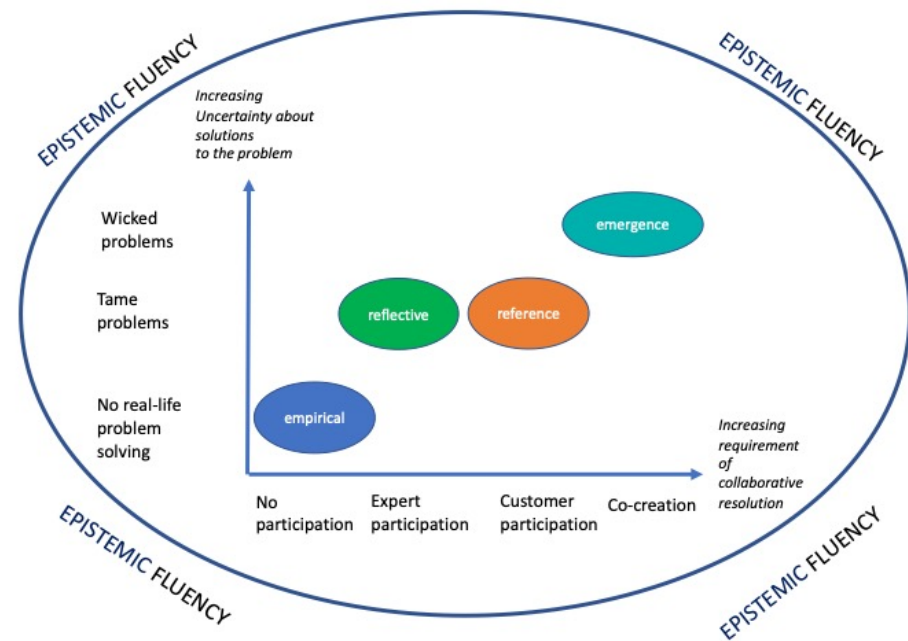 EPISTEMIC FLUENCY
EPISTEMIC FLUENCY
Increasing
Uncertainty about
solutions
to the problem
Wicked
problems
emergence
Tame
problems
reflective
reference
No real-life
problem
solving
empirical
Increasing
requirement
of
collaborative
resolution
No
participation
Expert
participation
Customer
participation
Co-creation
EPISTEMIC FLUENCY
EPISTEMIC FLUENCY